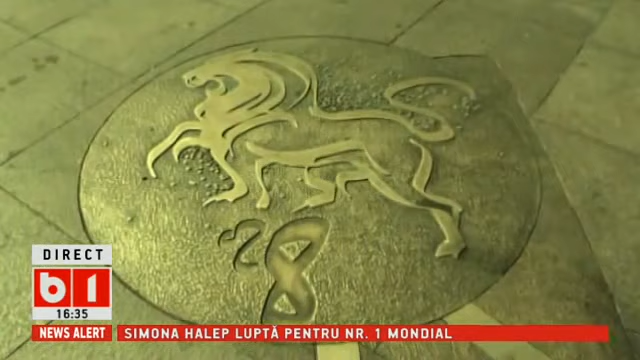 DIRECT
b1
16:35
NEWS ALERT SIMONA HALEP LUPTĂ PENTRU NR. 1 MONDIAL